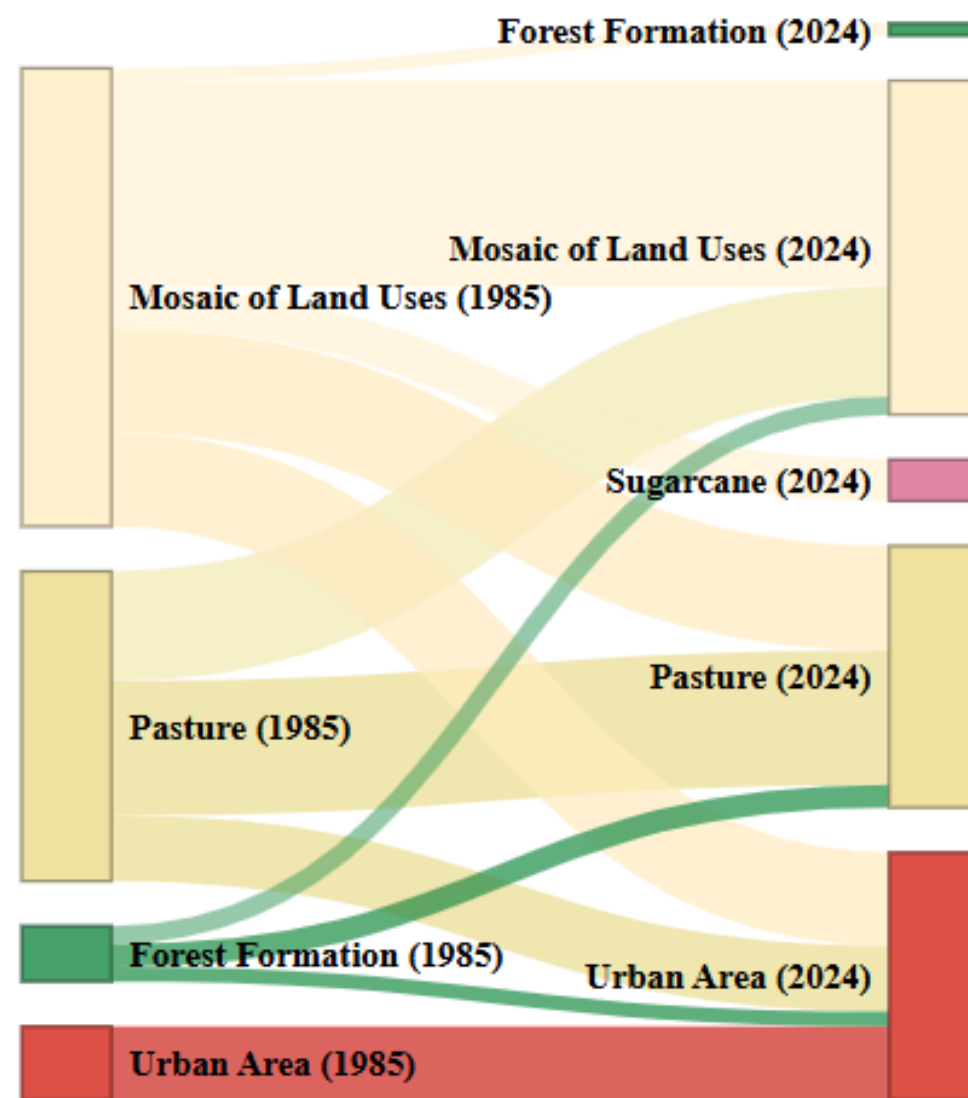 Forest Formation (2024)
Mosaic of Land Uses (2024)
Mosaic of Land Uses (1985)
Sugarcane (2024)
Pasture (2024)
Pasture (1985)
Forest Formation (1985)
Urban Area (2024)
Urban Area (1985)